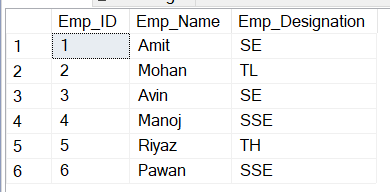 Emp_ID Emp_Name Emp_Designation
1 1 Amit SE
2 2 Mohan TL
3 3 Avin SE
4 4 Manoj SSE
5 5 Riyaz TH
6 6 Pawan SSE